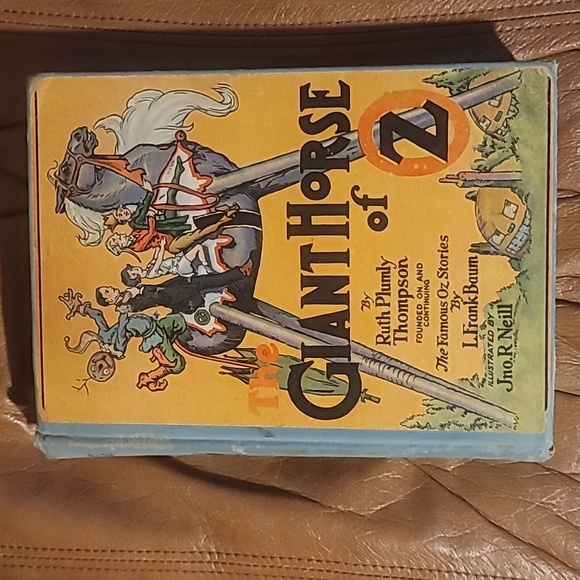 The
GIANT HORSE
of OZ
By
Ruth Plumly
Thompson
FOUNDED ON AND
CONTINUING
The Famous Oz Stories
By
L. Frank Baum
ILLUSTRATED BY
Jno. R. Neill